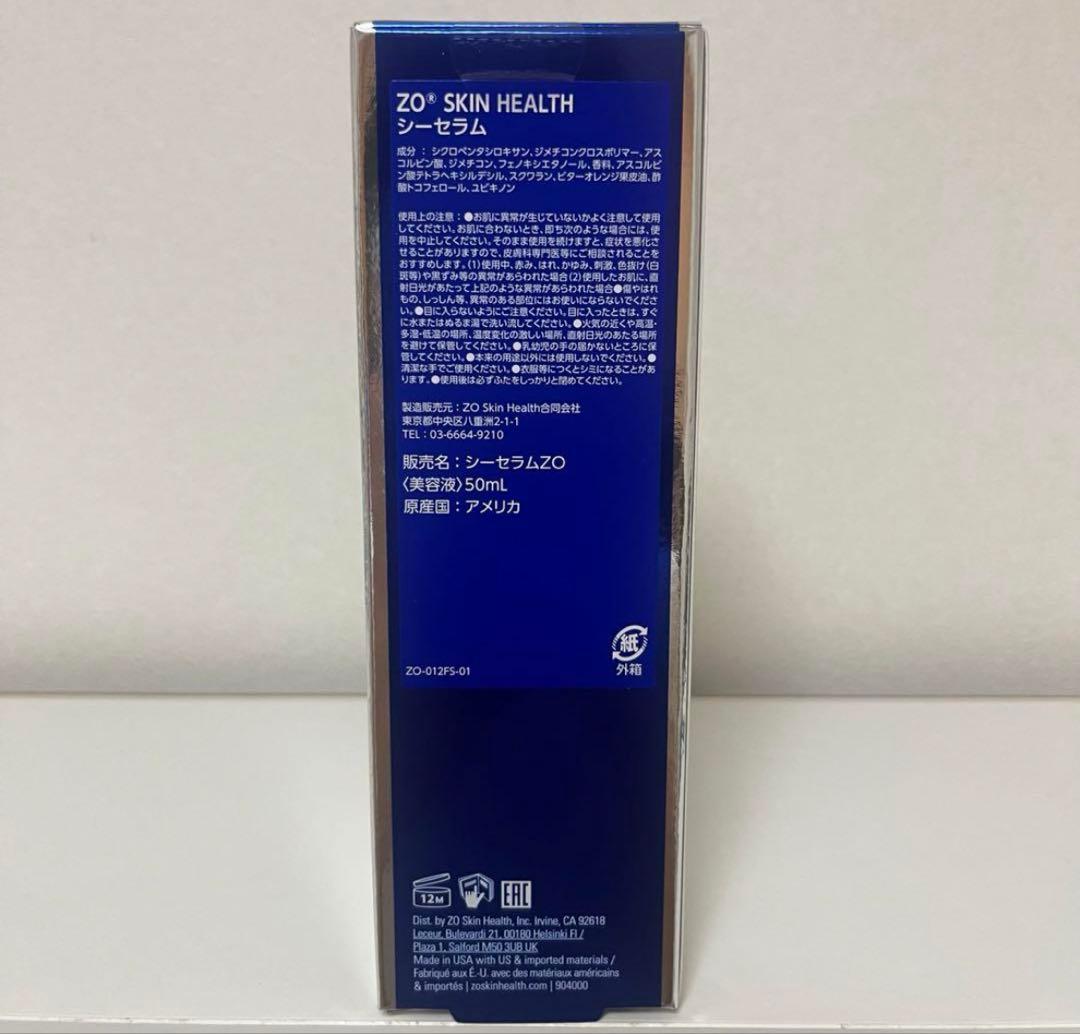 ZO® SKIN HEALTH
シーセラム
成分 : シクロペンタシロキサン、ジメチコンクロスポリマー、アス
コルビン酸、ジメチコン、フェノキシエタノール、香料、アスコルビ
ン酸テトラヘキシルデシル、スクワラン、ビターオレンジ果皮油、酢
酸トコフェロール、ユビキノン
使用上の注意 : ●お肌に異常が生じていないかよく注意して使用
してください。お肌に合わないとき、即ち次のような場合には、使
用を中止してください。そのまま使用を続けますと、症状を悪化さ
せることがありますので、皮膚科専門医等にご相談されることを
おすすめします。(1)使用中、赤み、はれ、かゆみ、刺激、色抜け(白
斑等)や黒ずみ等の異常があらわれた場合(2)使用したお肌に、直
射日光があたって上記のような異常があらわれた場合●傷やはれ
もの、しっしん等、異常のある部位にはお使いにならないでくださ
い。●目に入らないようにご注意ください。目に入ったときは、すぐ
に水またはぬるま湯で洗い流してください。●火気の近くや高温・
多湿・低温の場所、温度変化の激しい場所、直射日光のあたる場所
を避けて保管してください。●乳幼児の手の届かないところに保
管してください。●本来の用途以外には使用しないでください。●
清潔な手でご使用ください。●衣服等につくとシミになることがあ
ります。●使用後は必ずふたをしっかりと閉めてください。
製造販売元 : ZO Skin Health合同会社
東京都中央区八重洲2-1-1
TEL : 03-6664-9210
販売名 : シーセラムZO
〈美容液〉50mL
原産国 : アメリカ
紙
ZO-012FS-01
外箱
12M
EAC
Dist. by ZO Skin Health, Inc. Irvine, CA 92618
Leceur, Bulevardi 21, 00180 Helsinki FI /
Plaza 1, Salford M50 3UB UK
Made in USA with US & imported materials /
Fabriqué aux É.-U. avec des matériaux américains
& importés | zoskinhealth.com | 904000